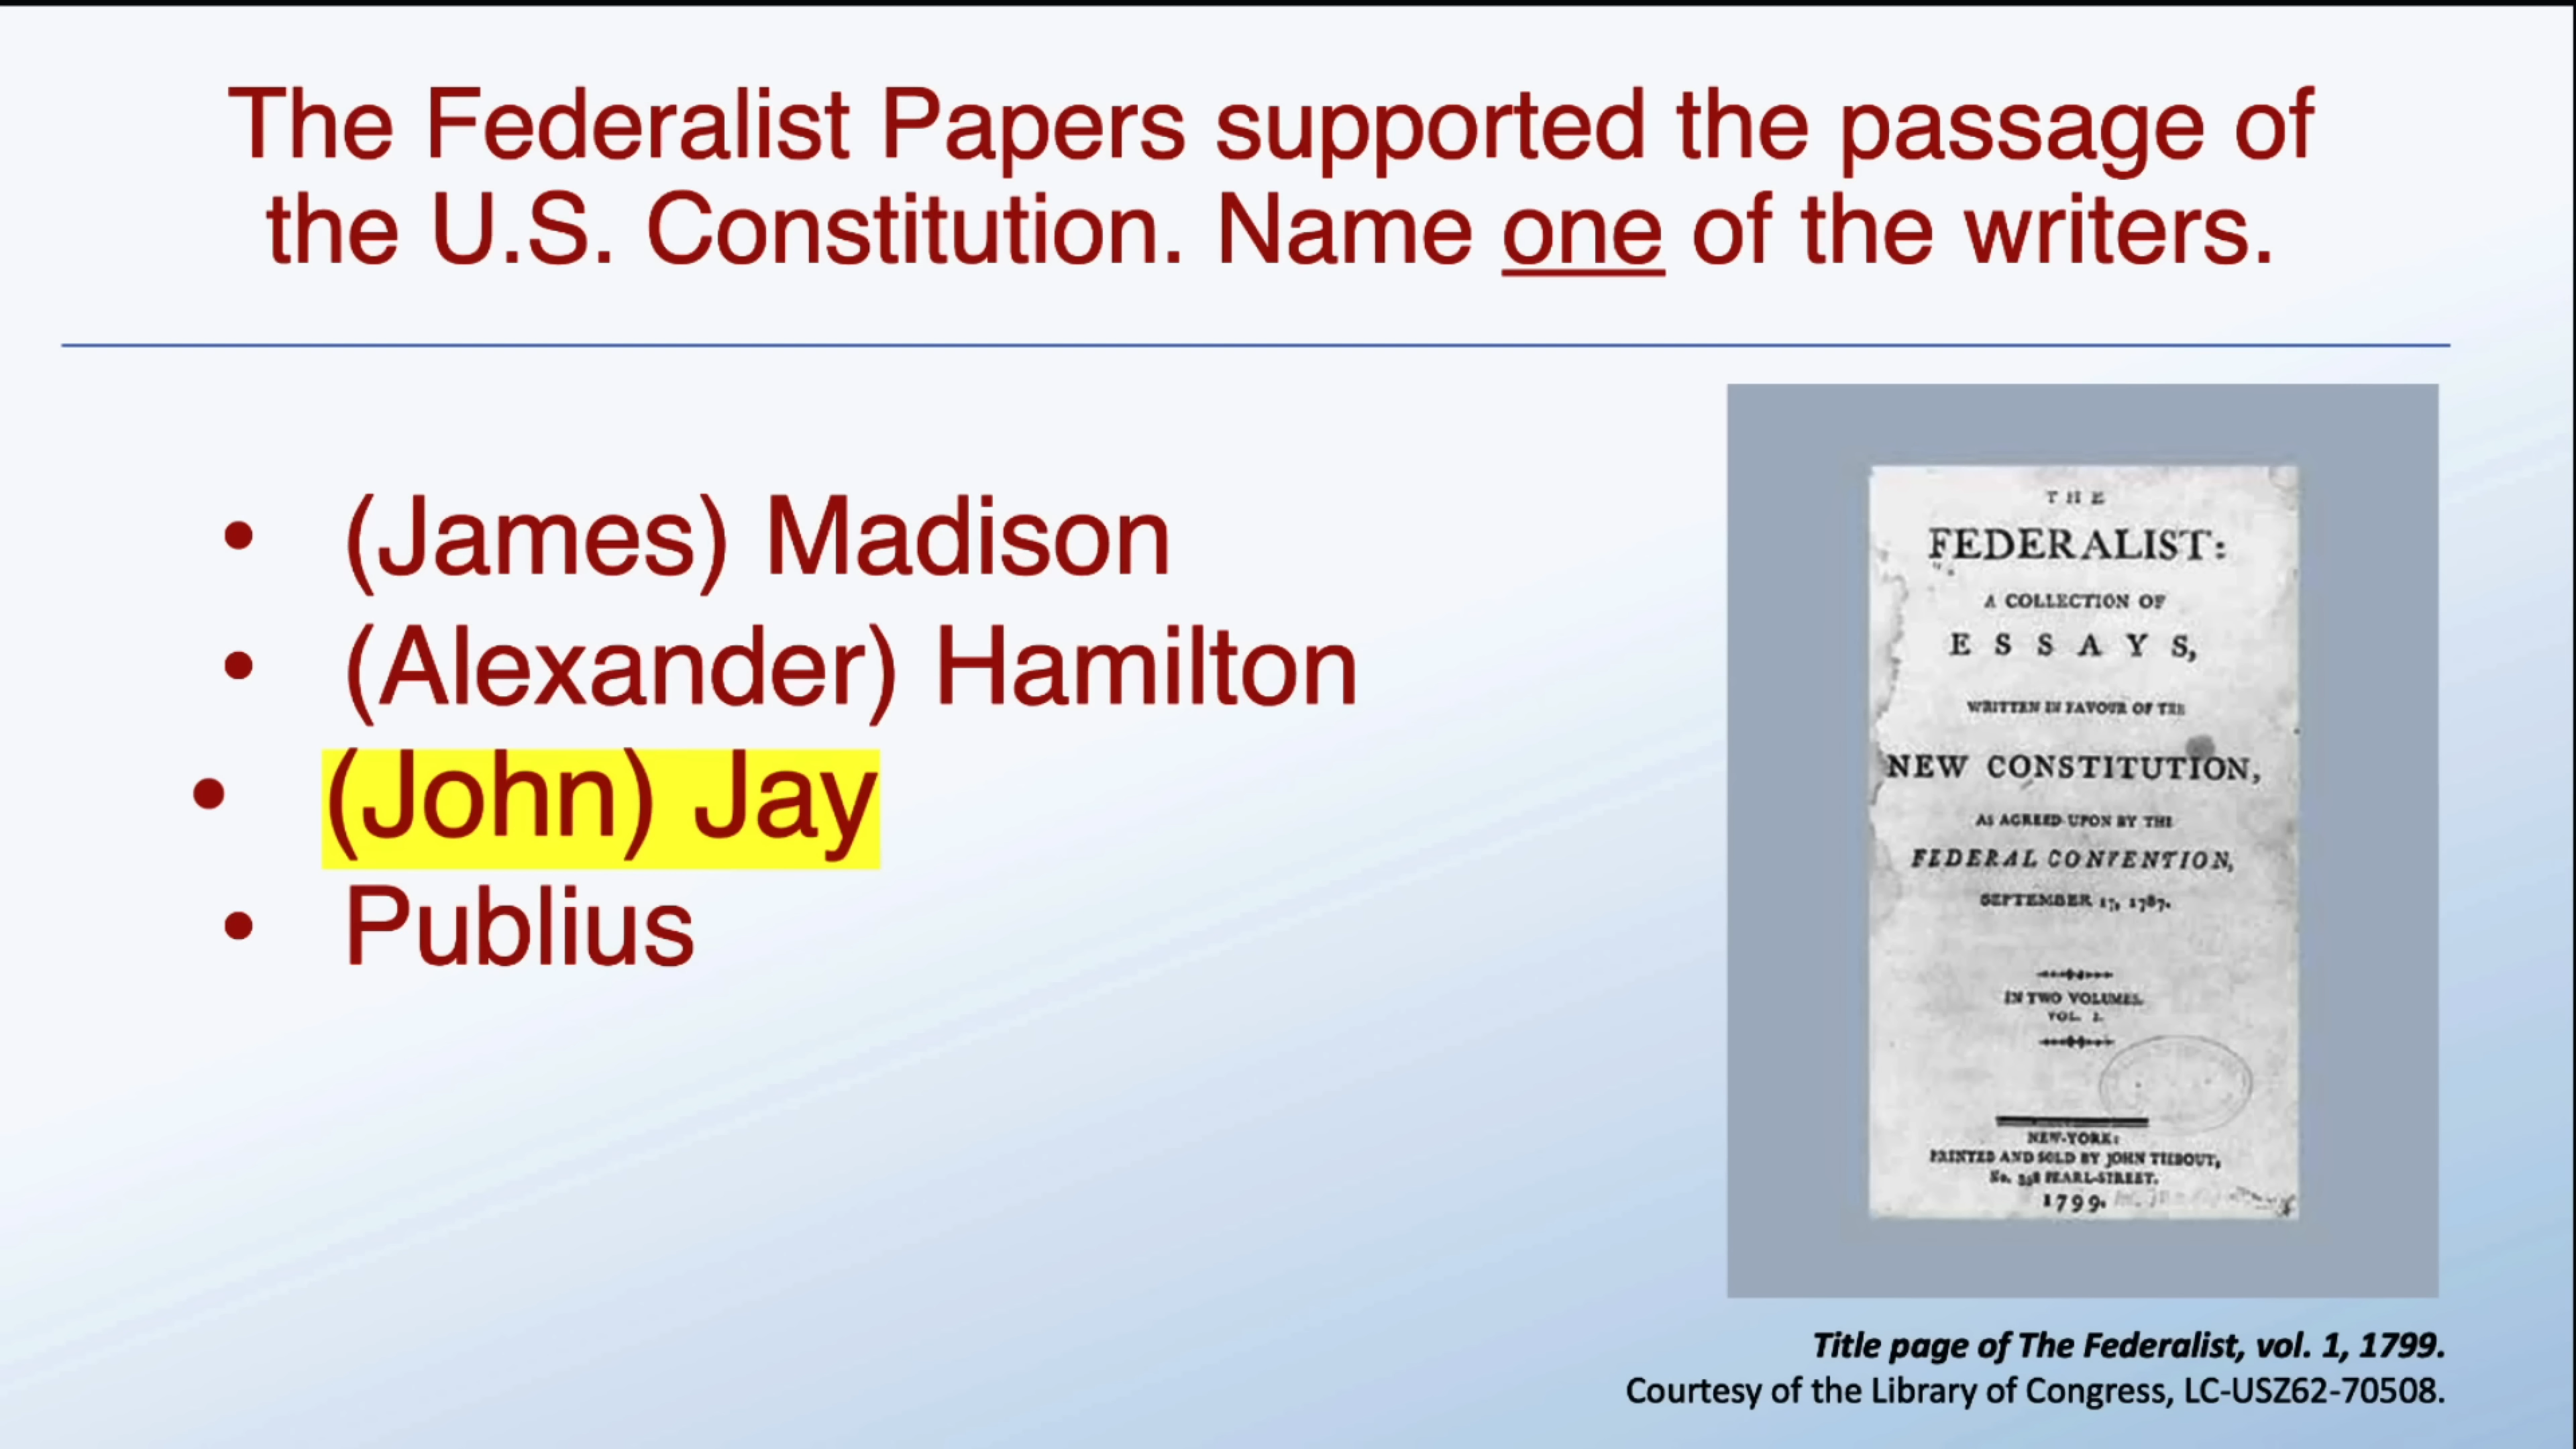 The Federalist Papers supported the passage of
the U.S. Constitution. Name one of the writers.
• (James) Madison
• (Alexander) Hamilton
• (John) Jay
• Publius
THE
FEDERALIST:
A COLLECTION OF
ESSAYS,
WRITTEN IN FAVOUR OF THE
NEW CONSTITUTION,
AS AGREED UPON BY THE
FEDERAL CONVENTION,
SEPTEMBER 17, 1787.
IN TWO VOLUMES.
VOL. I.
NEW-YORK:
PRINTED AND SOLD BY JOHN TIEBOUT,
No. 358 PEARL-STREET.
1799.
Title page of The Federalist, vol. 1, 1799.
Courtesy of the Library of Congress, LC-USZ62-70508.